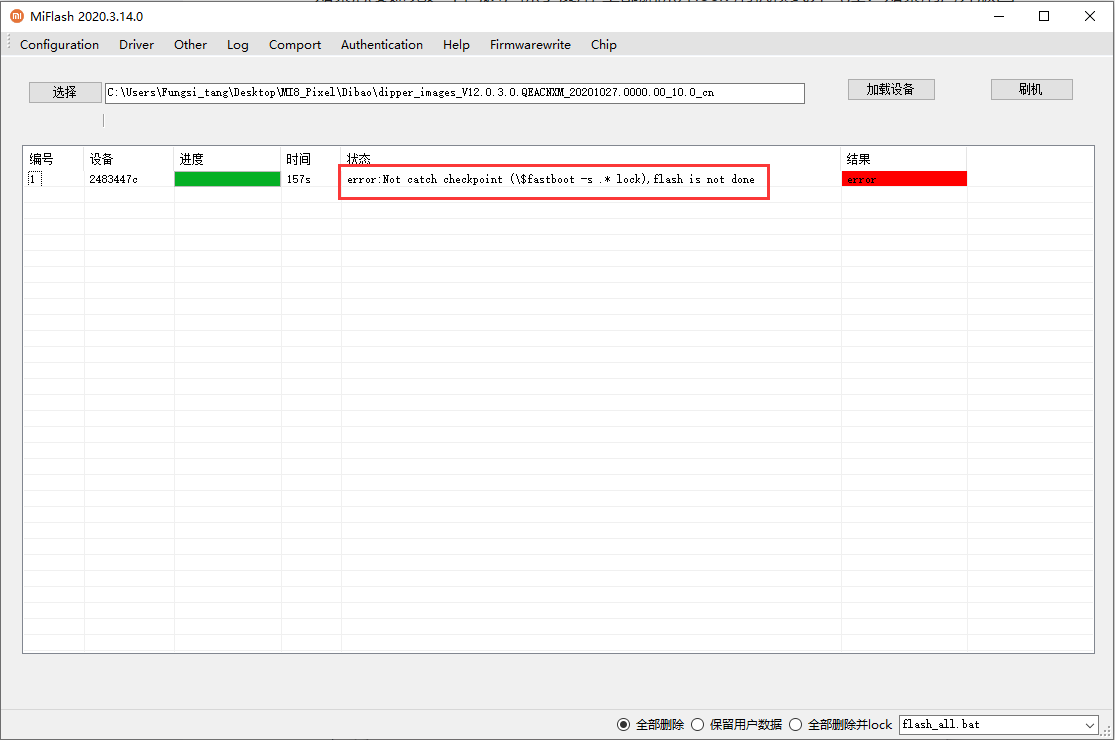 MiFlash 2020.3.14.0
Configuration Driver Other Log Comport Authentication Help Firmwarewrite Chip
选择 C:\Users\Fungsi_tang\Desktop\MI8_Pixel\Dibao\dipper_images_V12.0.3.0.QEACNXM_20201027.0000.00_10.0_cn 加载设备 刷机
编号 设备 进度 时间 状态 结果
1 2483447c 157s error:Not catch checkpoint (\$fastboot -s .* lock),flash is not done error
全部删除 保留用户数据 全部删除并lock flash_all.bat